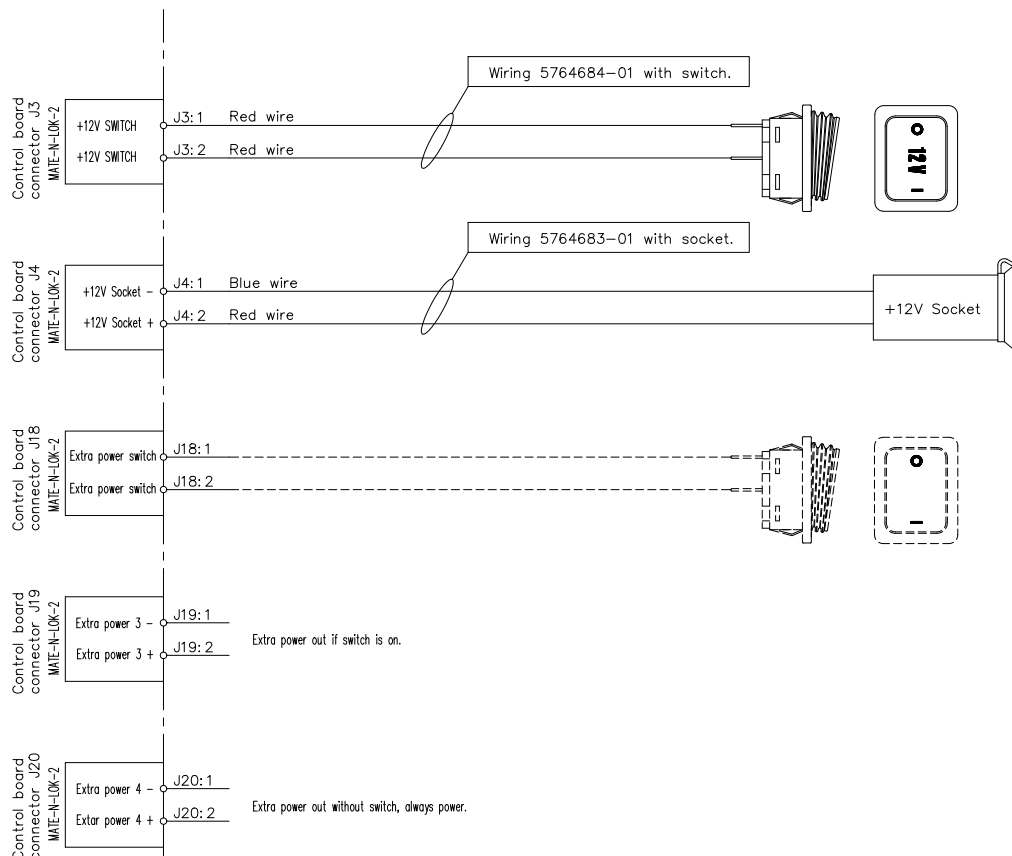 Wiring 5764684-01 with switch.
Control board
connector J3
MATE-N-LOK-2
+12V SWITCH
J3:1 Red wire
+12V SWITCH
J3:2 Red wire
12V
Wiring 5764683-01 with socket.
Control board
connector J4
MATE-N-LOK-2
+12V Socket -
J4:1 Blue wire
+12V Socket +
J4:2 Red wire
+12V Socket
Control board
connector J18
MATE-N-LOK-2
Extra power switch
J18:1
Extra power switch
J18:2
Control board
connector J19
MATE-N-LOK-2
Extra power 3 -
J19:1
Extra power 3 +
J19:2
Extra power out if switch is on.
Control board
connector J20
MATE-N-LOK-2
Extra power 4 -
J20:1
Extar power 4 +
J20:2
Extra power out without switch, always power.